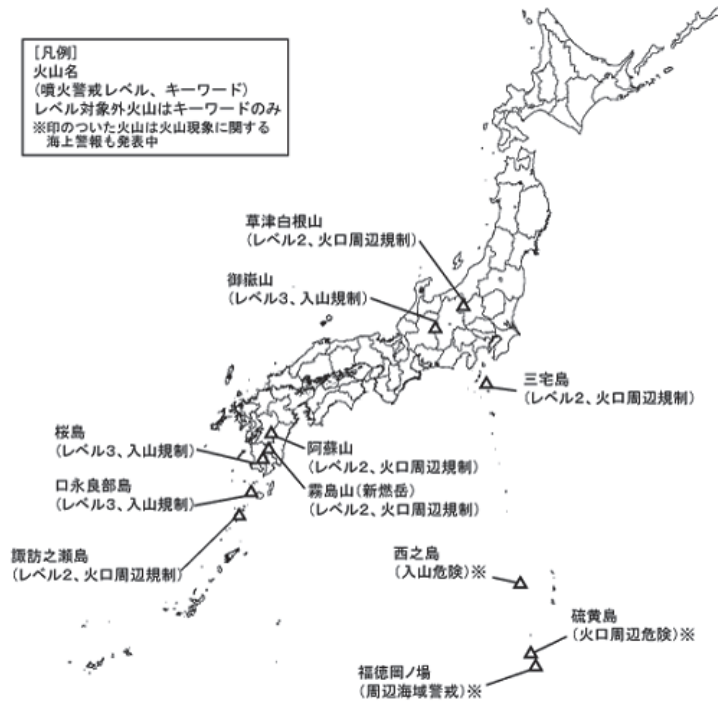 [凡例]
火山名
(噴火警戒レベル、キーワード)
レベル対象外火山はキーワードのみ
※印のついた火山は火山現象に関する
海上警報も発表中
草津白根山
(レベル2、火口周辺規制)
御嶽山
(レベル3、入山規制)
三宅島
(レベル2、火口周辺規制)
桜島
(レベル3、入山規制)
阿蘇山
(レベル2、火口周辺規制)
口永良部島
(レベル3、入山規制)
霧島山(新燃岳)
(レベル2、火口周辺規制)
諏訪之瀬島
(レベル2、火口周辺規制)
西之島
(入山危険)※
硫黄島
(火口周辺危険)※
福徳岡ノ場
(周辺海域警戒)※